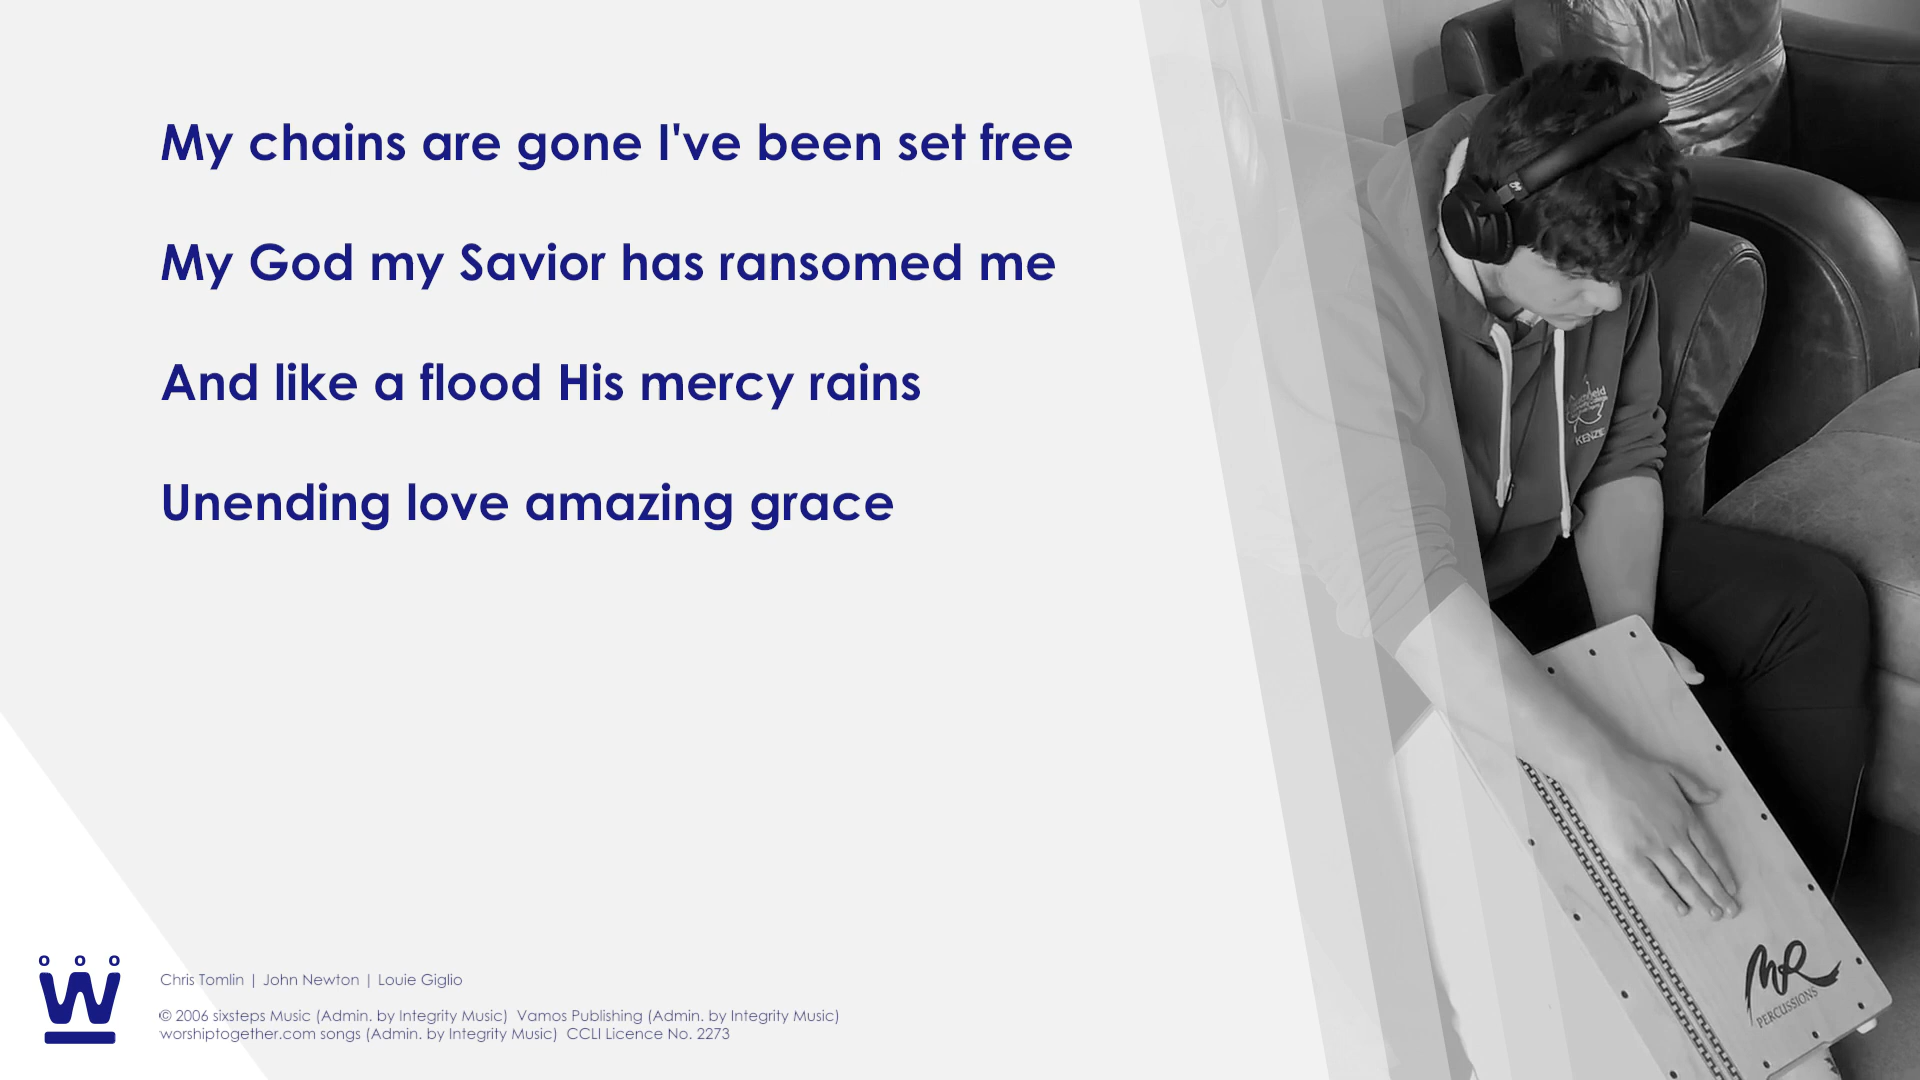 My chains are gone I've been set free
My God my Savior has ransomed me
And like a flood His mercy rains
Unending love amazing grace
KENZIE
MR
PERCUSSIONS
W
Chris Tomlin | John Newton | Louie Giglio
© 2006 sixsteps Music (Admin. by Integrity Music)  Vamos Publishing (Admin. by Integrity Music)
worshiptogether.com songs (Admin. by Integrity Music)  CCLI Licence No. 2273